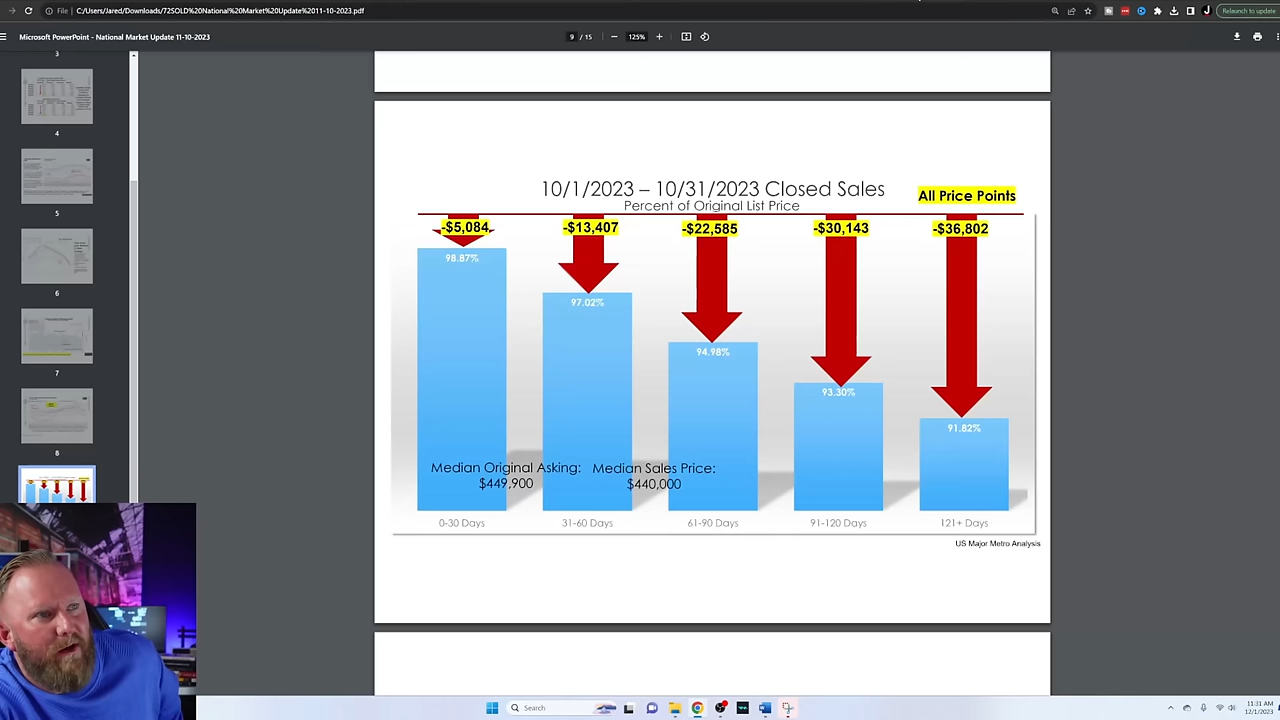 File
C:/Users/Jared/Downloads/72SOLD%20National%20Market%20Update%2011-10-2023.pdf
Relaunch to update
Microsoft PowerPoint - National Market Update 11-10-2023
9 / 15
125%
3
4
5
6
7
8
10/1/2023 – 10/31/2023 Closed Sales
Percent of Original List Price
All Price Points
-$5,084
-$13,407
-$22,585
-$30,143
-$36,802
98.87%
97.02%
94.98%
93.30%
91.82%
Median Original Asking:
$449,900
Median Sales Price:
$440,000
0-30 Days
31-60 Days
61-90 Days
91-120 Days
121+ Days
US Major Metro Analysis
Search
11:31 AM
12/1/2023